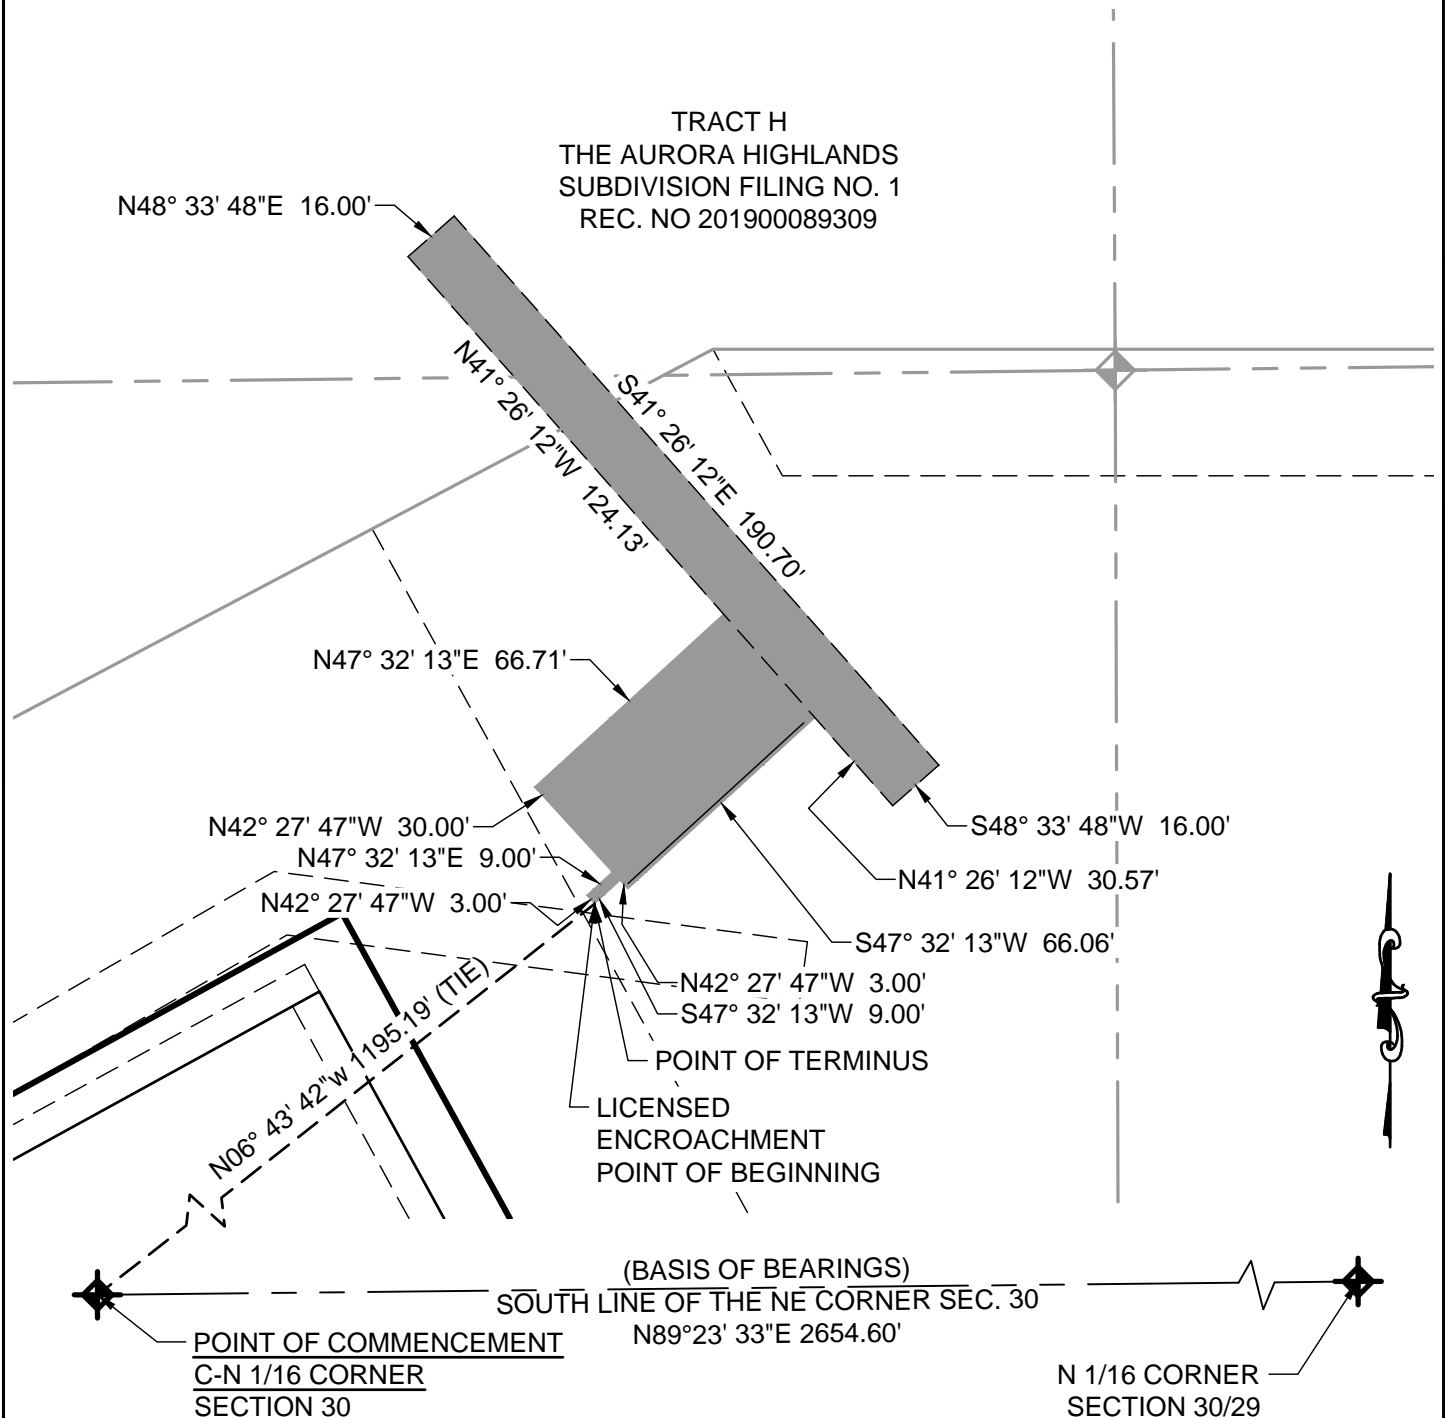 TRACT H
THE AURORA HIGHLANDS
SUBDIVISION FILING NO. 1
REC. NO 201900089309
N48° 33' 48"E 16.00'
N41° 26' 12"W 124.13'
S41° 26' 12"E 190.70'
N47° 32' 13"E 66.71'
N42° 27' 47"W 30.00'
N47° 32' 13"E 9.00'
N42° 27' 47"W 3.00'
S48° 33' 48"W 16.00'
N41° 26' 12"W 30.57'
S47° 32' 13"W 66.06'
N42° 27' 47"W 3.00'
S47° 32' 13"W 9.00'
POINT OF TERMINUS
LICENSED
ENCROACHMENT
POINT OF BEGINNING
N06° 43' 42"w 1195.19' (TIE)
(BASIS OF BEARINGS)
SOUTH LINE OF THE NE CORNER SEC. 30
N89°23' 33"E 2654.60'
POINT OF COMMENCEMENT
C-N 1/16 CORNER
SECTION 30
N 1/16 CORNER
SECTION 30/29